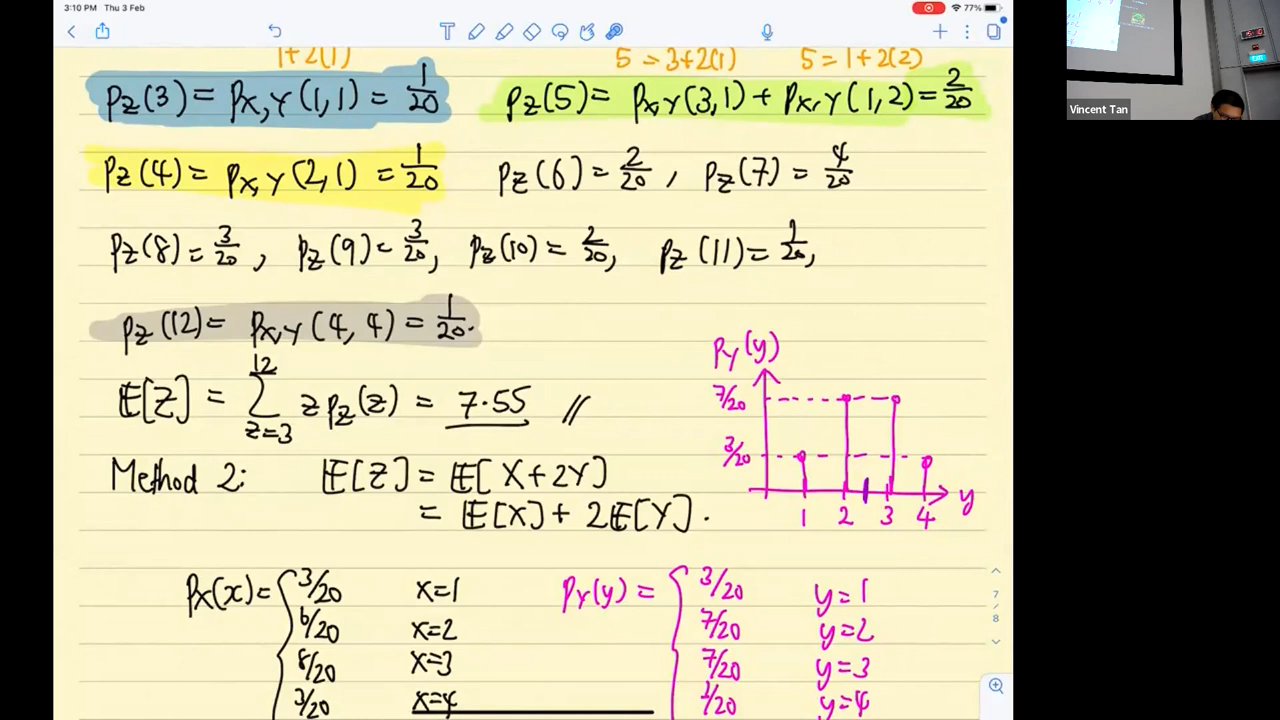 3:10 PM Thu 3 Feb
77%
1+2(1)
5 = 3+2(1) 5 = 1+2(2)
Pz(3) = Px,Y(1,1) = 1/20 Pz(5) = Px,Y(3,1) + Px,Y(1,2) = 2/20
Pz(4) = Px,Y(2,1) = 1/20 Pz(6) = 2/20, Pz(7) = 4/20
Pz(8) = 3/20, Pz(9) = 3/20, Pz(10) = 2/20, Pz(11) = 1/20,
Pz(12) = Px,Y(4,4) = 1/20.
E[Z] = 12 Σ z=3 z Pz(z) = 7.55 //
Method 2: E[Z] = E[X+2Y]
= E[X] + 2E[Y].
PY(y)
7/20
3/20
1 2 3 4 y
Px(x) = { 3/20 x=1 PY(y) = { 3/20 y=1
6/20 x=2 7/20 y=2
8/20 x=3 7/20 y=3
3/20 x=4 y=4
7
/
8
Vincent Tan